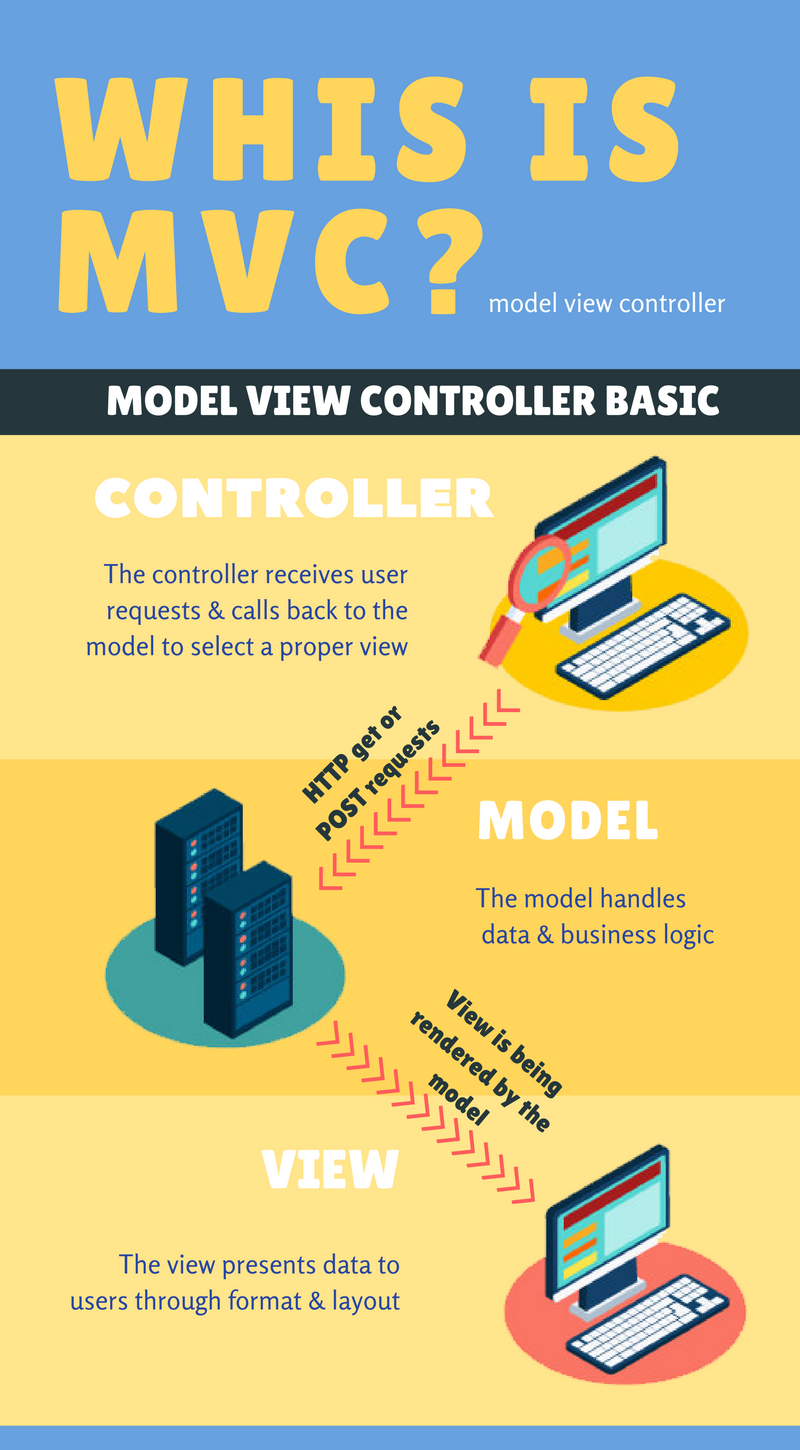 WHIS IS
MVC?
model view controller
MODEL VIEW CONTROLLER BASIC
CONTROLLER
The controller receives user
requests & calls back to the
model to select a proper view
HTTP get or
POST requests
MODEL
The model handles
data & business logic
View is being
rendered by the
model
VIEW
The view presents data to
users through format & layout